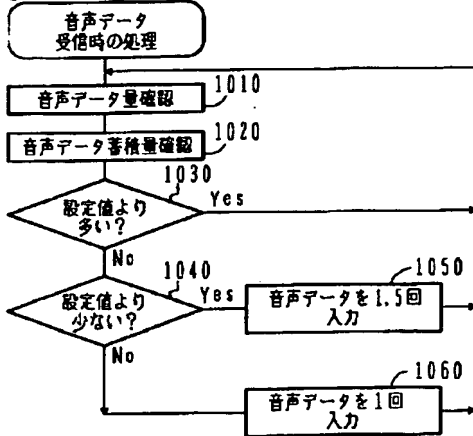 音声データ
受信時の処理
1010
音声データ量確認
1020
音声データ蓄積量確認
1030
設定値より
多い?
Yes
No
1040
設定値より
少ない?
Yes
No
1050
音声データを1.5回
入力
1060
音声データを1回
入力